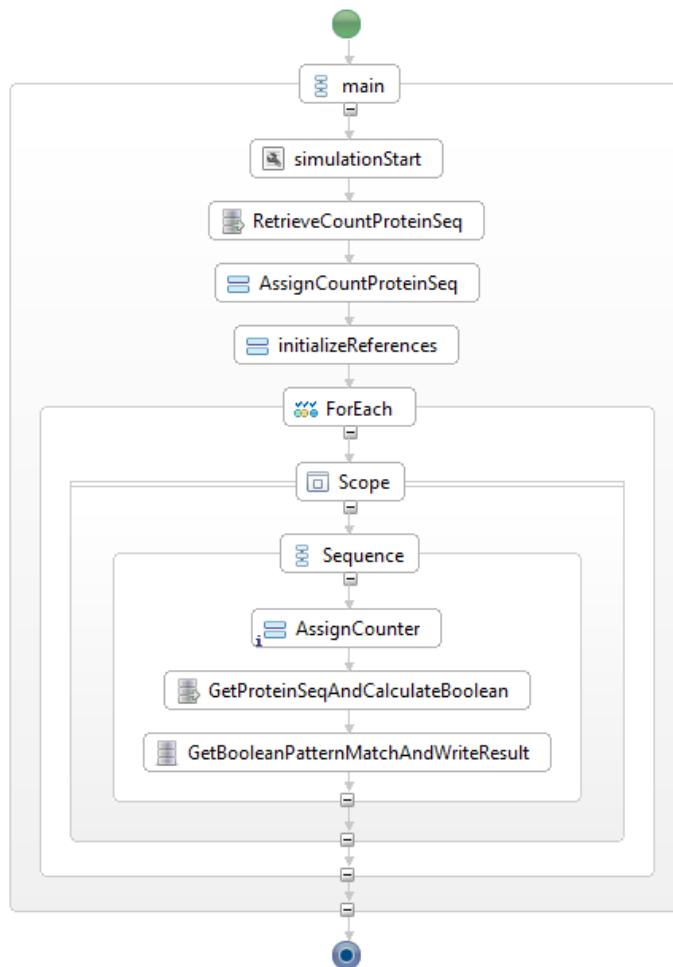 main
simulationStart
RetrieveCountProteinSeq
AssignCountProteinSeq
initializeReferences
ForEach
Scope
Sequence
i AssignCounter
GetProteinSeqAndCalculateBoolean
GetBooleanPatternMatchAndWriteResult